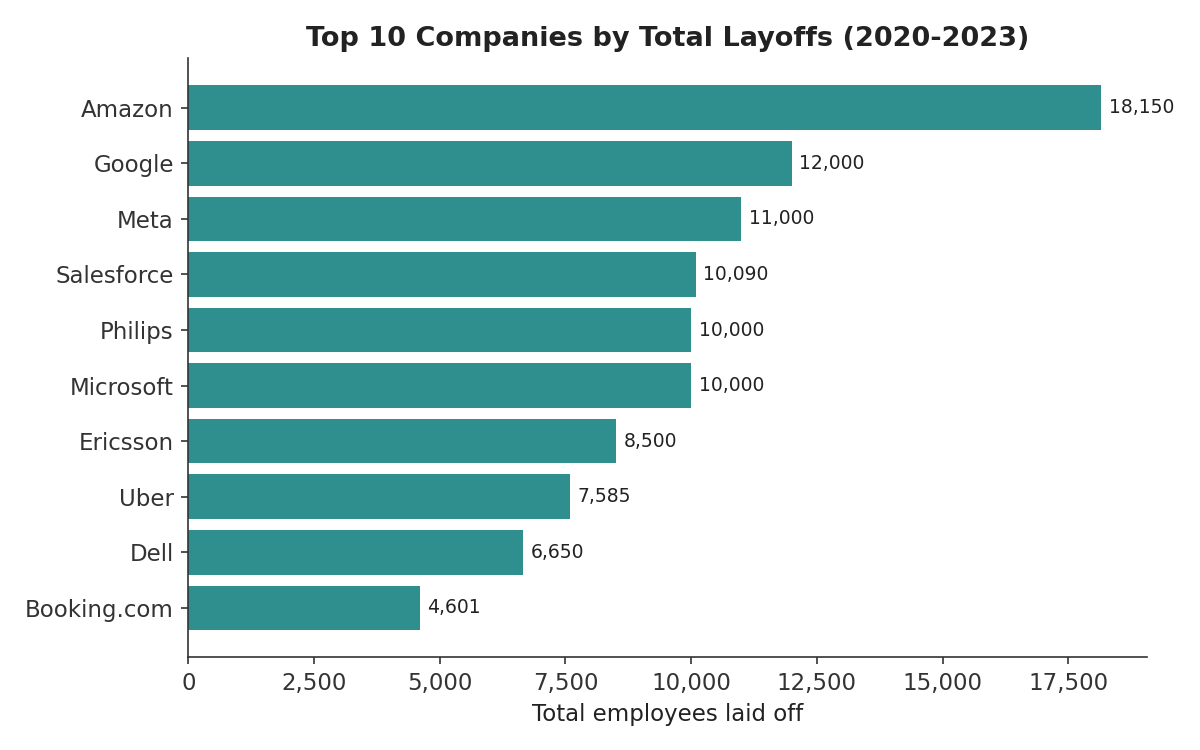 Top 10 Companies by Total Layoffs (2020-2023)
Amazon 18,150
Google 12,000
Meta 11,000
Salesforce 10,090
Philips 10,000
Microsoft 10,000
Ericsson 8,500
Uber 7,585
Dell 6,650
Booking.com 4,601
0 2,500 5,000 7,500 10,000 12,500 15,000 17,500
Total employees laid off